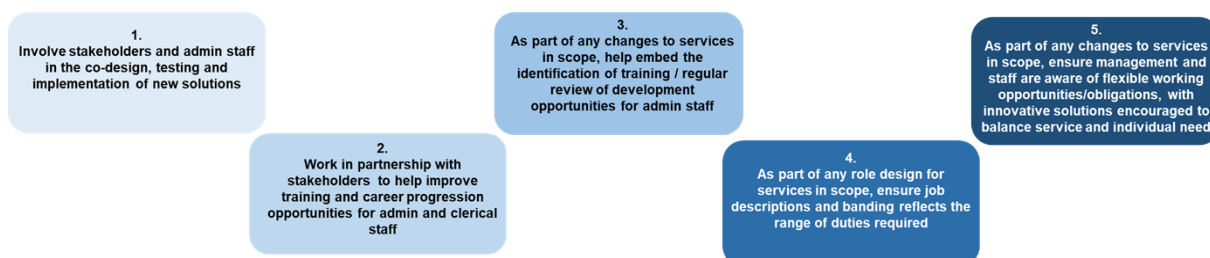 1.
Involve stakeholders and admin staff
in the co-design, testing and
implementation of new solutions
2.
Work in partnership with
stakeholders to help improve
training and career progression
opportunities for admin and clerical
staff
3.
As part of any changes to services
in scope, help embed the
identification of training / regular
review of development
opportunities for admin staff
4.
As part of any role design for
services in scope, ensure job
descriptions and banding reflects the
range of duties required
5.
As part of any changes to services
in scope, ensure management and
staff are aware of flexible working
opportunities/obligations, with
innovative solutions encouraged to
balance service and individual need